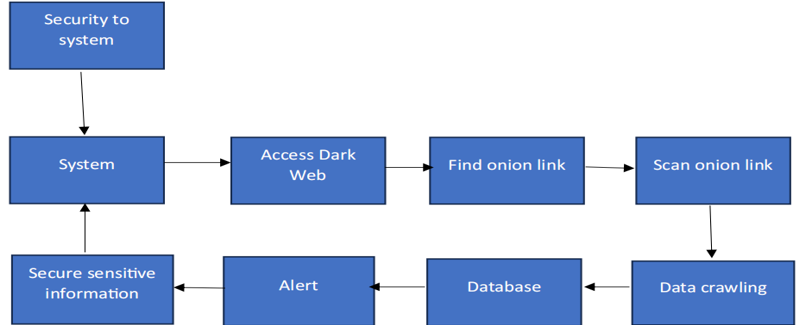 Security to
system
System
Access Dark
Web
Find onion link
Scan onion link
Secure sensitive
information
Alert
Database
Data crawling